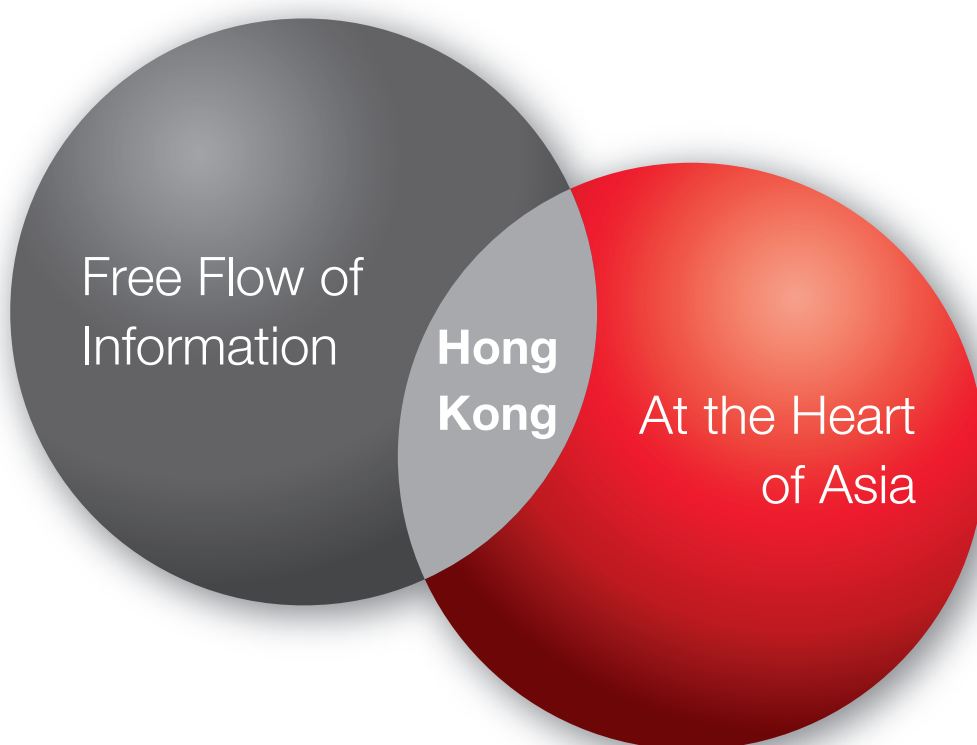 Free Flow of
Information
Hong
Kong
At the Heart
of Asia